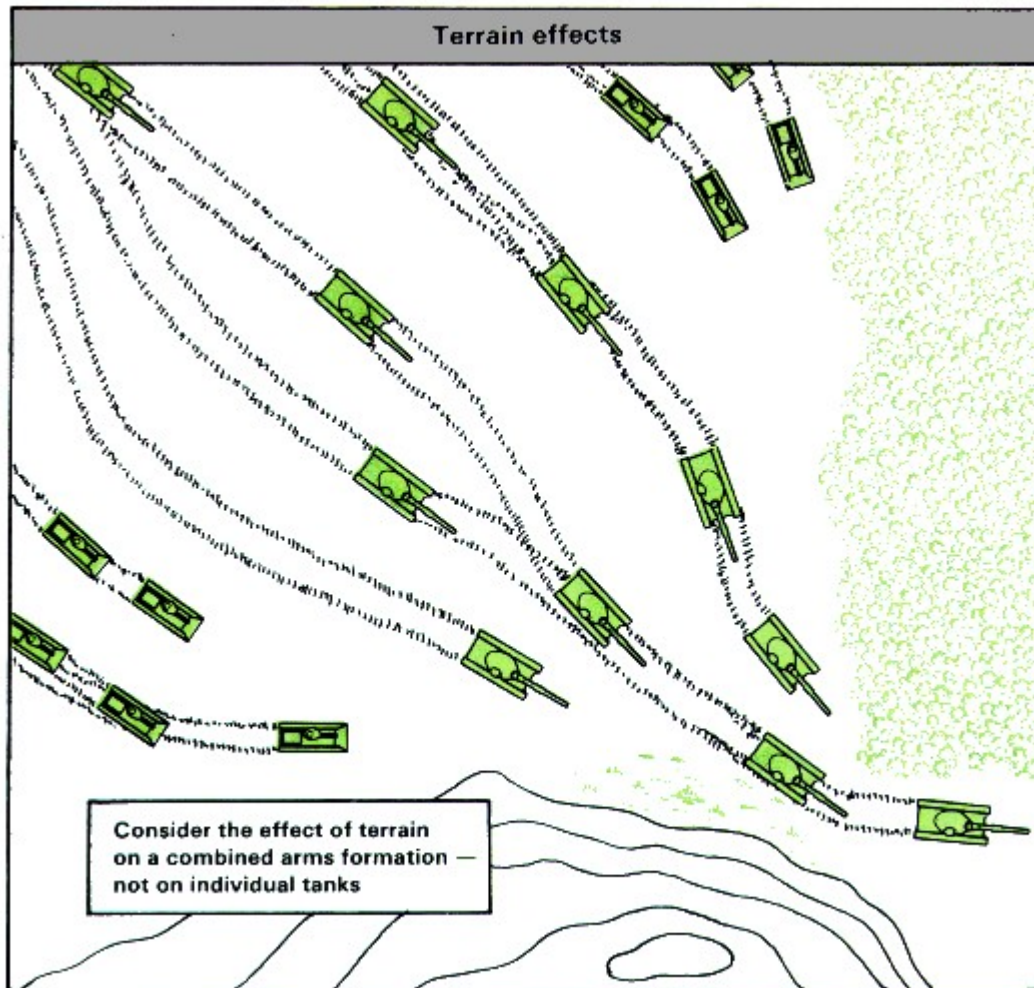 Terrain effects
Consider the effect of terrain
on a combined arms formation —
not on individual tanks